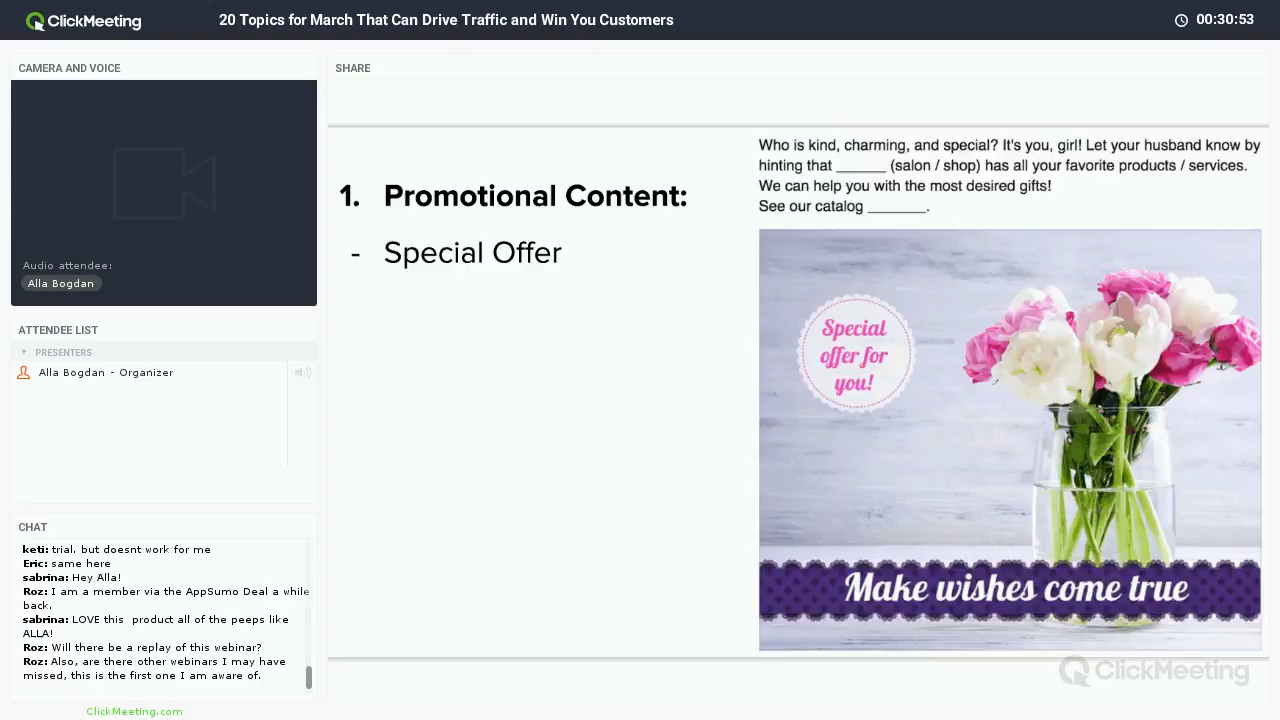 ClickMeeting
20 Topics for March That Can Drive Traffic and Win You Customers
00:30:53
CAMERA AND VOICE
Audio attendee:
Alla Bogdan
ATTENDEE LIST
PRESENTERS
Alla Bogdan - Organizer
CHAT
keti: trial. but doesnt work for me
Eric: same here
sabrina: Hey Alla!
Roz: I am a member via the AppSumo Deal a while
back.
sabrina: LOVE this product all of the peeps like
ALLA!
Roz: Will there be a replay of this webinar?
Roz: Also, are there other webinars I may have
missed, this is the first one I am aware of.
ClickMeeting.com
SHARE
1. Promotional Content:
- Special Offer
Who is kind, charming, and special? It's you, girl! Let your husband know by
hinting that ______ (salon / shop) has all your favorite products / services.
We can help you with the most desired gifts!
See our catalog _______.
Special
offer for
you!
Make wishes come true
ClickMeeting